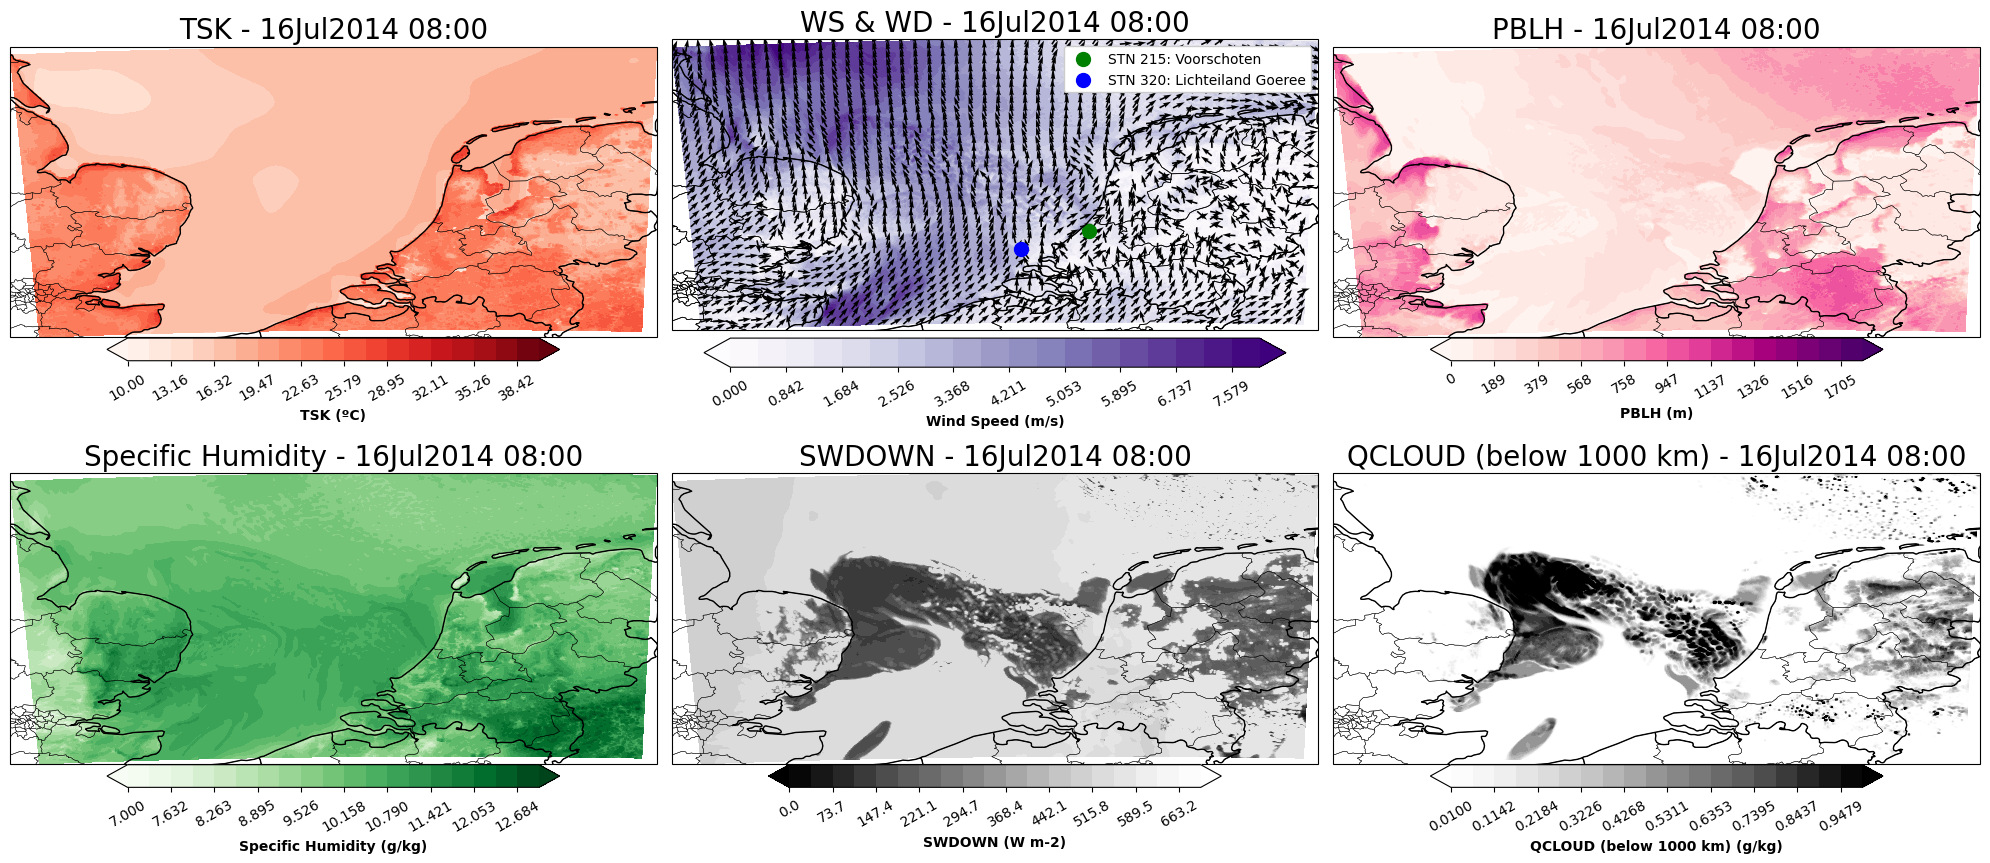 TSK - 16Jul2014 08:00
10.00 13.16 16.32 19.47 22.63 25.79 28.95 32.11 35.26 38.42
TSK (ºC)
WS & WD - 16Jul2014 08:00
STN 215: Voorschoten
STN 320: Lichteiland Goeree
0.000 0.842 1.684 2.526 3.368 4.211 5.053 5.895 6.737 7.579
Wind Speed (m/s)
PBLH - 16Jul2014 08:00
0 189 379 568 758 947 1137 1326 1516 1705
PBLH (m)
Specific Humidity - 16Jul2014 08:00
7.000 7.632 8.263 8.895 9.526 10.158 10.790 11.421 12.053 12.684
Specific Humidity (g/kg)
SWDOWN - 16Jul2014 08:00
0.0 73.7 147.4 221.1 294.7 368.4 442.1 515.8 589.5 663.2
SWDOWN (W m-2)
QCLOUD (below 1000 km) - 16Jul2014 08:00
0.0100 0.1142 0.2184 0.3226 0.4268 0.5311 0.6353 0.7395 0.8437 0.9479
QCLOUD (below 1000 km) (g/kg)